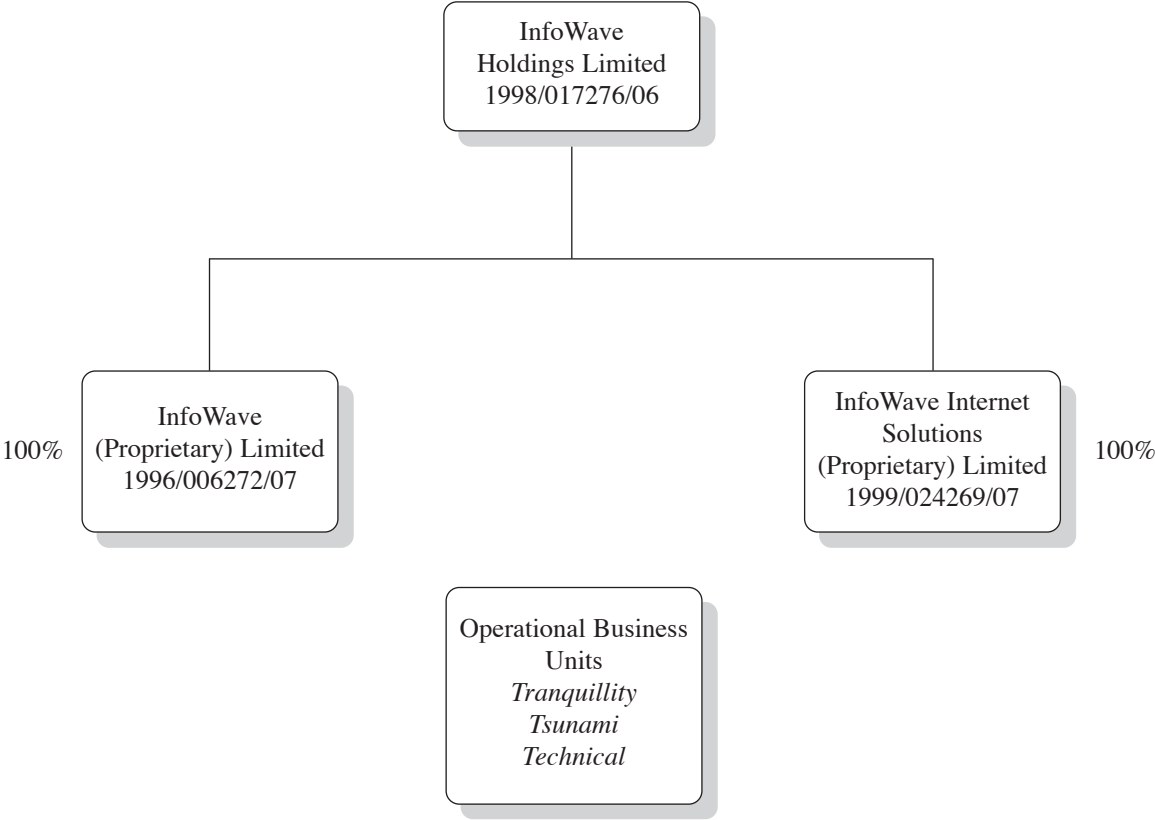 InfoWave
Holdings Limited
1998/017276/06
100%
InfoWave
(Proprietary) Limited
1996/006272/07
InfoWave Internet
Solutions
(Proprietary) Limited
1999/024269/07
100%
Operational Business
Units
Tranquillity
Tsunami
Technical